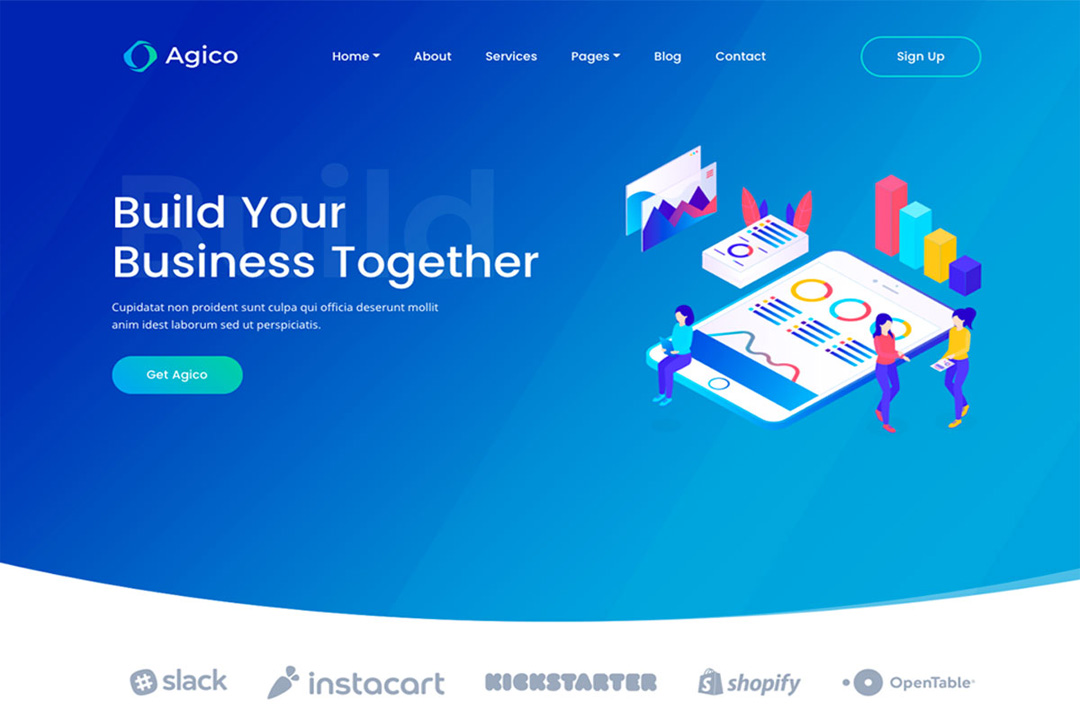 Agico
Home
About
Services
Pages
Blog
Contact
Sign Up
Build
Build Your
Business Together
Cupidatat non proident sunt culpa qui officia deserunt mollit
anim idest laborum sed ut perspiciatis.
Get Agico
slack
instacart
KICKSTARTER
shopify
OpenTable